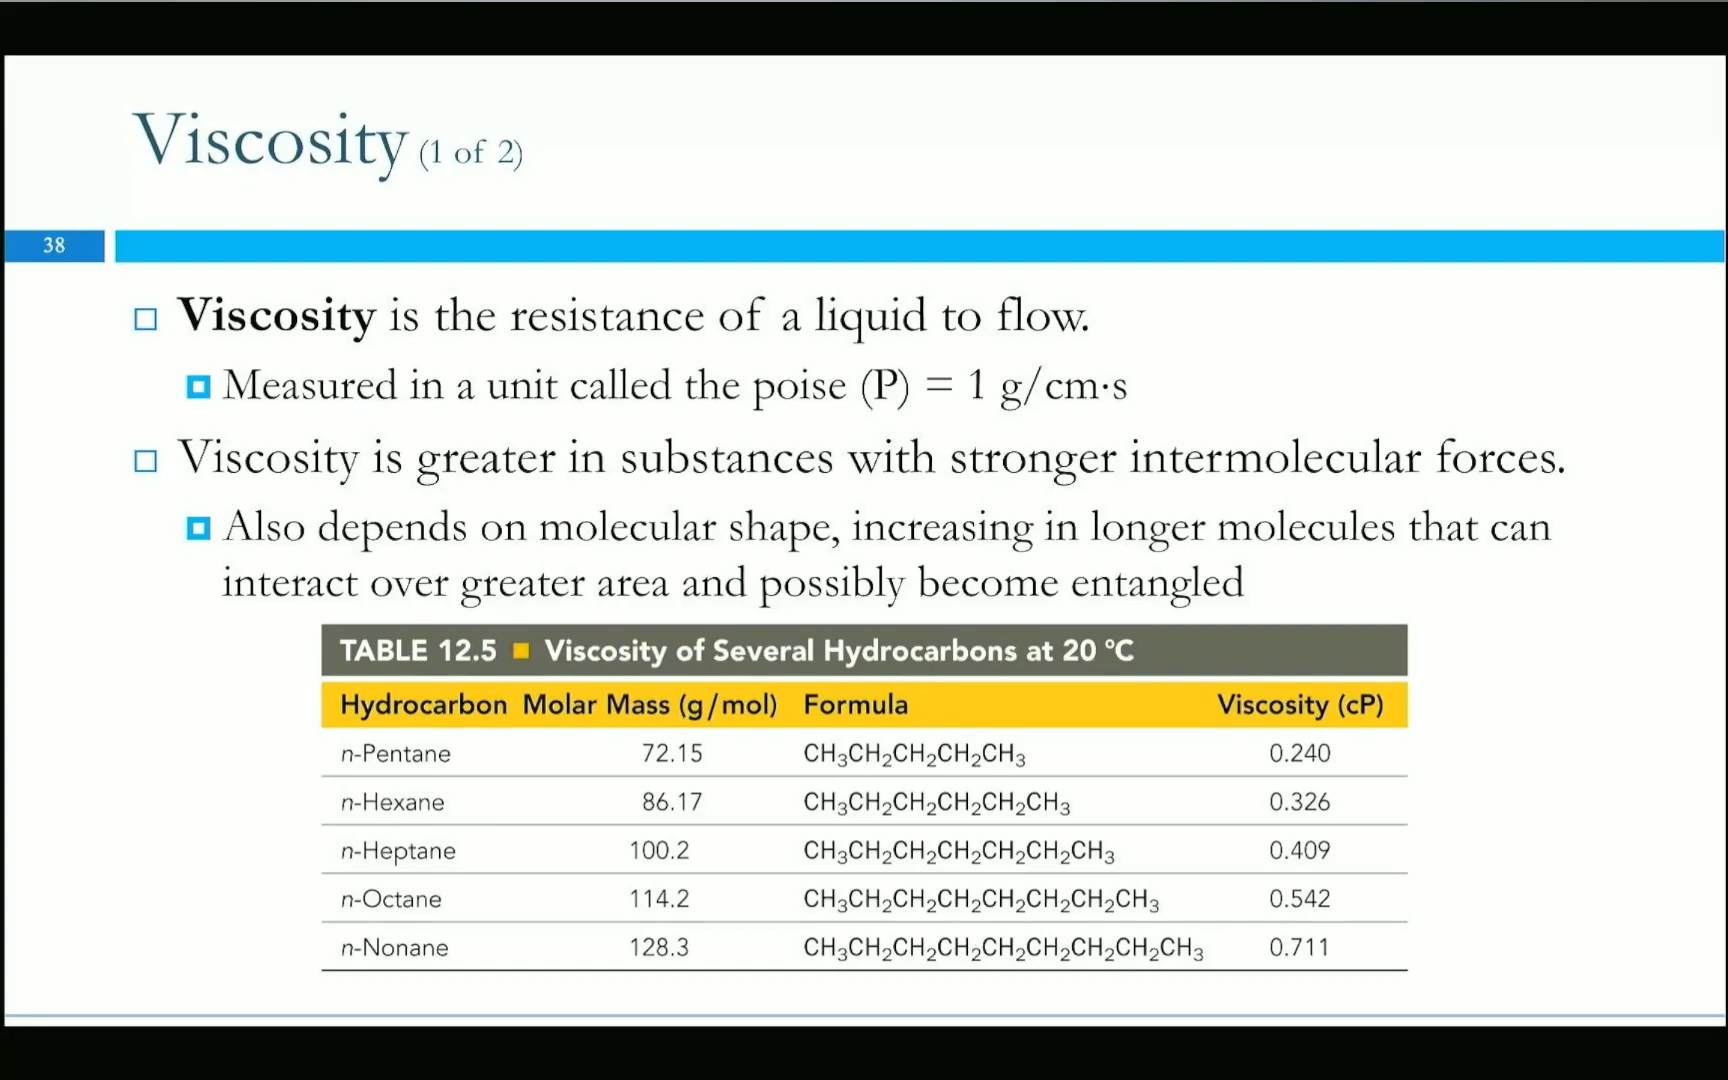 Viscosity (1 of 2)
38
Viscosity is the resistance of a liquid to flow.
Measured in a unit called the poise (P) = 1 g/cm·s
Viscosity is greater in substances with stronger intermolecular forces.
Also depends on molecular shape, increasing in longer molecules that can
interact over greater area and possibly become entangled
TABLE 12.5 ■ Viscosity of Several Hydrocarbons at 20 °C
Hydrocarbon Molar Mass (g/mol) Formula Viscosity (cP)
n-Pentane 72.15 CH₃CH₂CH₂CH₂CH₃ 0.240
n-Hexane 86.17 CH₃CH₂CH₂CH₂CH₂CH₃ 0.326
n-Heptane 100.2 CH₃CH₂CH₂CH₂CH₂CH₂CH₃ 0.409
n-Octane 114.2 CH₃CH₂CH₂CH₂CH₂CH₂CH₂CH₃ 0.542
n-Nonane 128.3 CH₃CH₂CH₂CH₂CH₂CH₂CH₂CH₂CH₃ 0.711